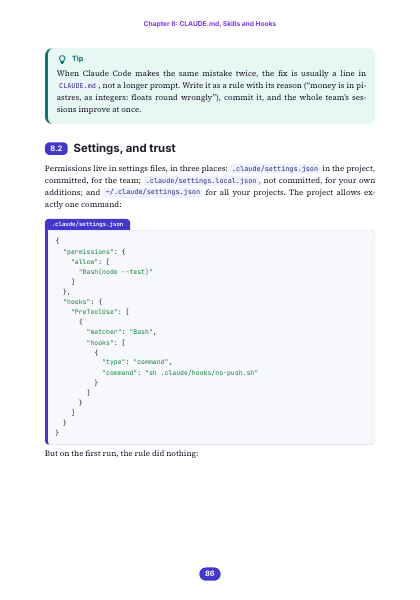 Chapter 8: CLAUDE.md, Skills and Hooks
Tip
When Claude Code makes the same mistake twice, the fix is usually a line in
CLAUDE.md, not a longer prompt. Write it as a rule with its reason (“money is in pi-
astres, as integers: floats round wrongly”), commit it, and the whole team’s ses-
sions improve at once.
8.2 Settings, and trust
Permissions live in settings files, in three places: .claude/settings.json in the project,
committed, for the team; .claude/settings.local.json, not committed, for your own
additions; and ~/.claude/settings.json for all your projects. The project allows ex-
actly one command:
.claude/settings.json
{
  "permissions": {
    "allow": [
      "Bash(node --test)"
    ]
  },
  "hooks": {
    "PreToolUse": [
      {
        "matcher": "Bash",
        "hooks": [
          {
            "type": "command",
            "command": "sh .claude/hooks/no-push.sh"
          }
        ]
      }
    ]
  }
}
But on the first run, the rule did nothing:
86